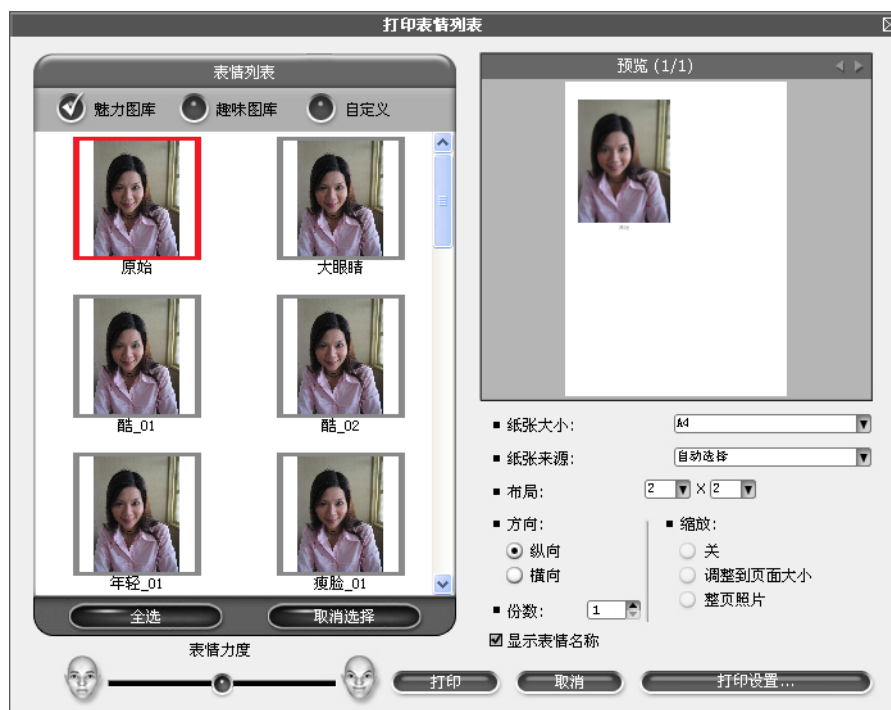 打印表情列表
表情列表
魅力图库 趣味图库 自定义
原始 大眼睛
酷_01 酷_02
年轻_01 瘦脸_01
全选 取消选择
表情力度
预览 (1/1)
原始
■ 纸张大小: A4
■ 纸张来源: 自动选择
■ 布局: 2 X 2
■ 方向: ■ 缩放:
纵向 关
横向 调整到页面大小
整页照片
■ 份数: 1
显示表情名称
打印 取消 打印设置...